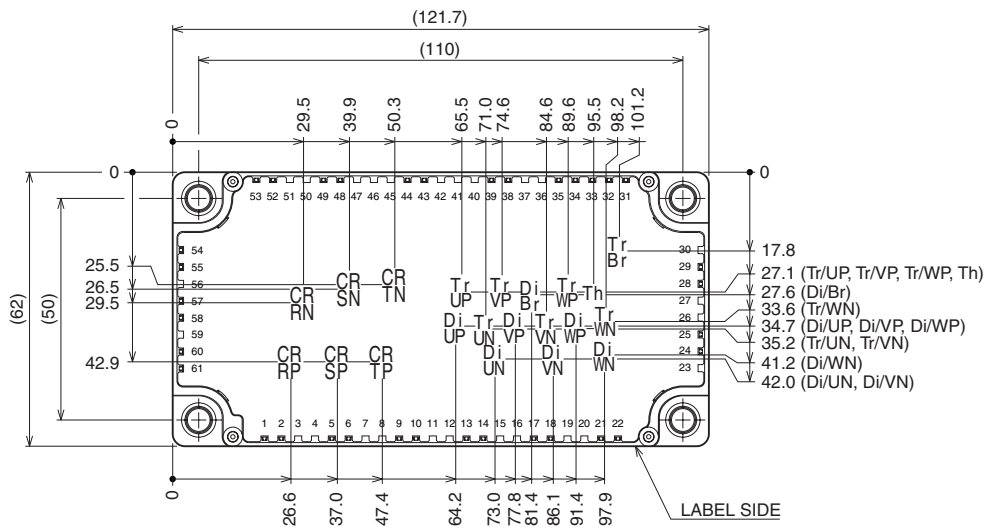 (121.7)
(110)
0
29.5
39.9
50.3
65.5
71.0
74.6
84.6
89.6
95.5
98.2
101.2
0
0
53 52 51 50 49 48 47 46 45 44 43 42 41 40 39 38 37 36 35 34 33 32 31
(62)
(50)
25.5
26.5
29.5
42.9
54
55
56
57
58
59
60
61
30
29
28
27
26
25
24
23
Tr
Br
CR
RN
CR
SN
CR
TN
Tr
UP
Tr
VP
Di
Br
Tr
WP
Th
Di
UP
Tr
UN
Di
VP
Tr
VN
Di
WP
Tr
WN
CR
RP
CR
SP
CR
TP
Di
UN
Di
VN
Di
WN
17.8
27.1 (Tr/UP, Tr/VP, Tr/WP, Th)
27.6 (Di/Br)
33.6 (Tr/WN)
34.7 (Di/UP, Di/VP, Di/WP)
35.2 (Tr/UN, Tr/VN)
41.2 (Di/WN)
42.0 (Di/UN, Di/VN)
1 2 3 4 5 6 7 8 9 10 11 12 13 14 15 16 17 18 19 20 21 22
0
26.6
37.0
47.4
64.2
73.0
77.8
81.4
86.1
91.4
97.9
LABEL SIDE